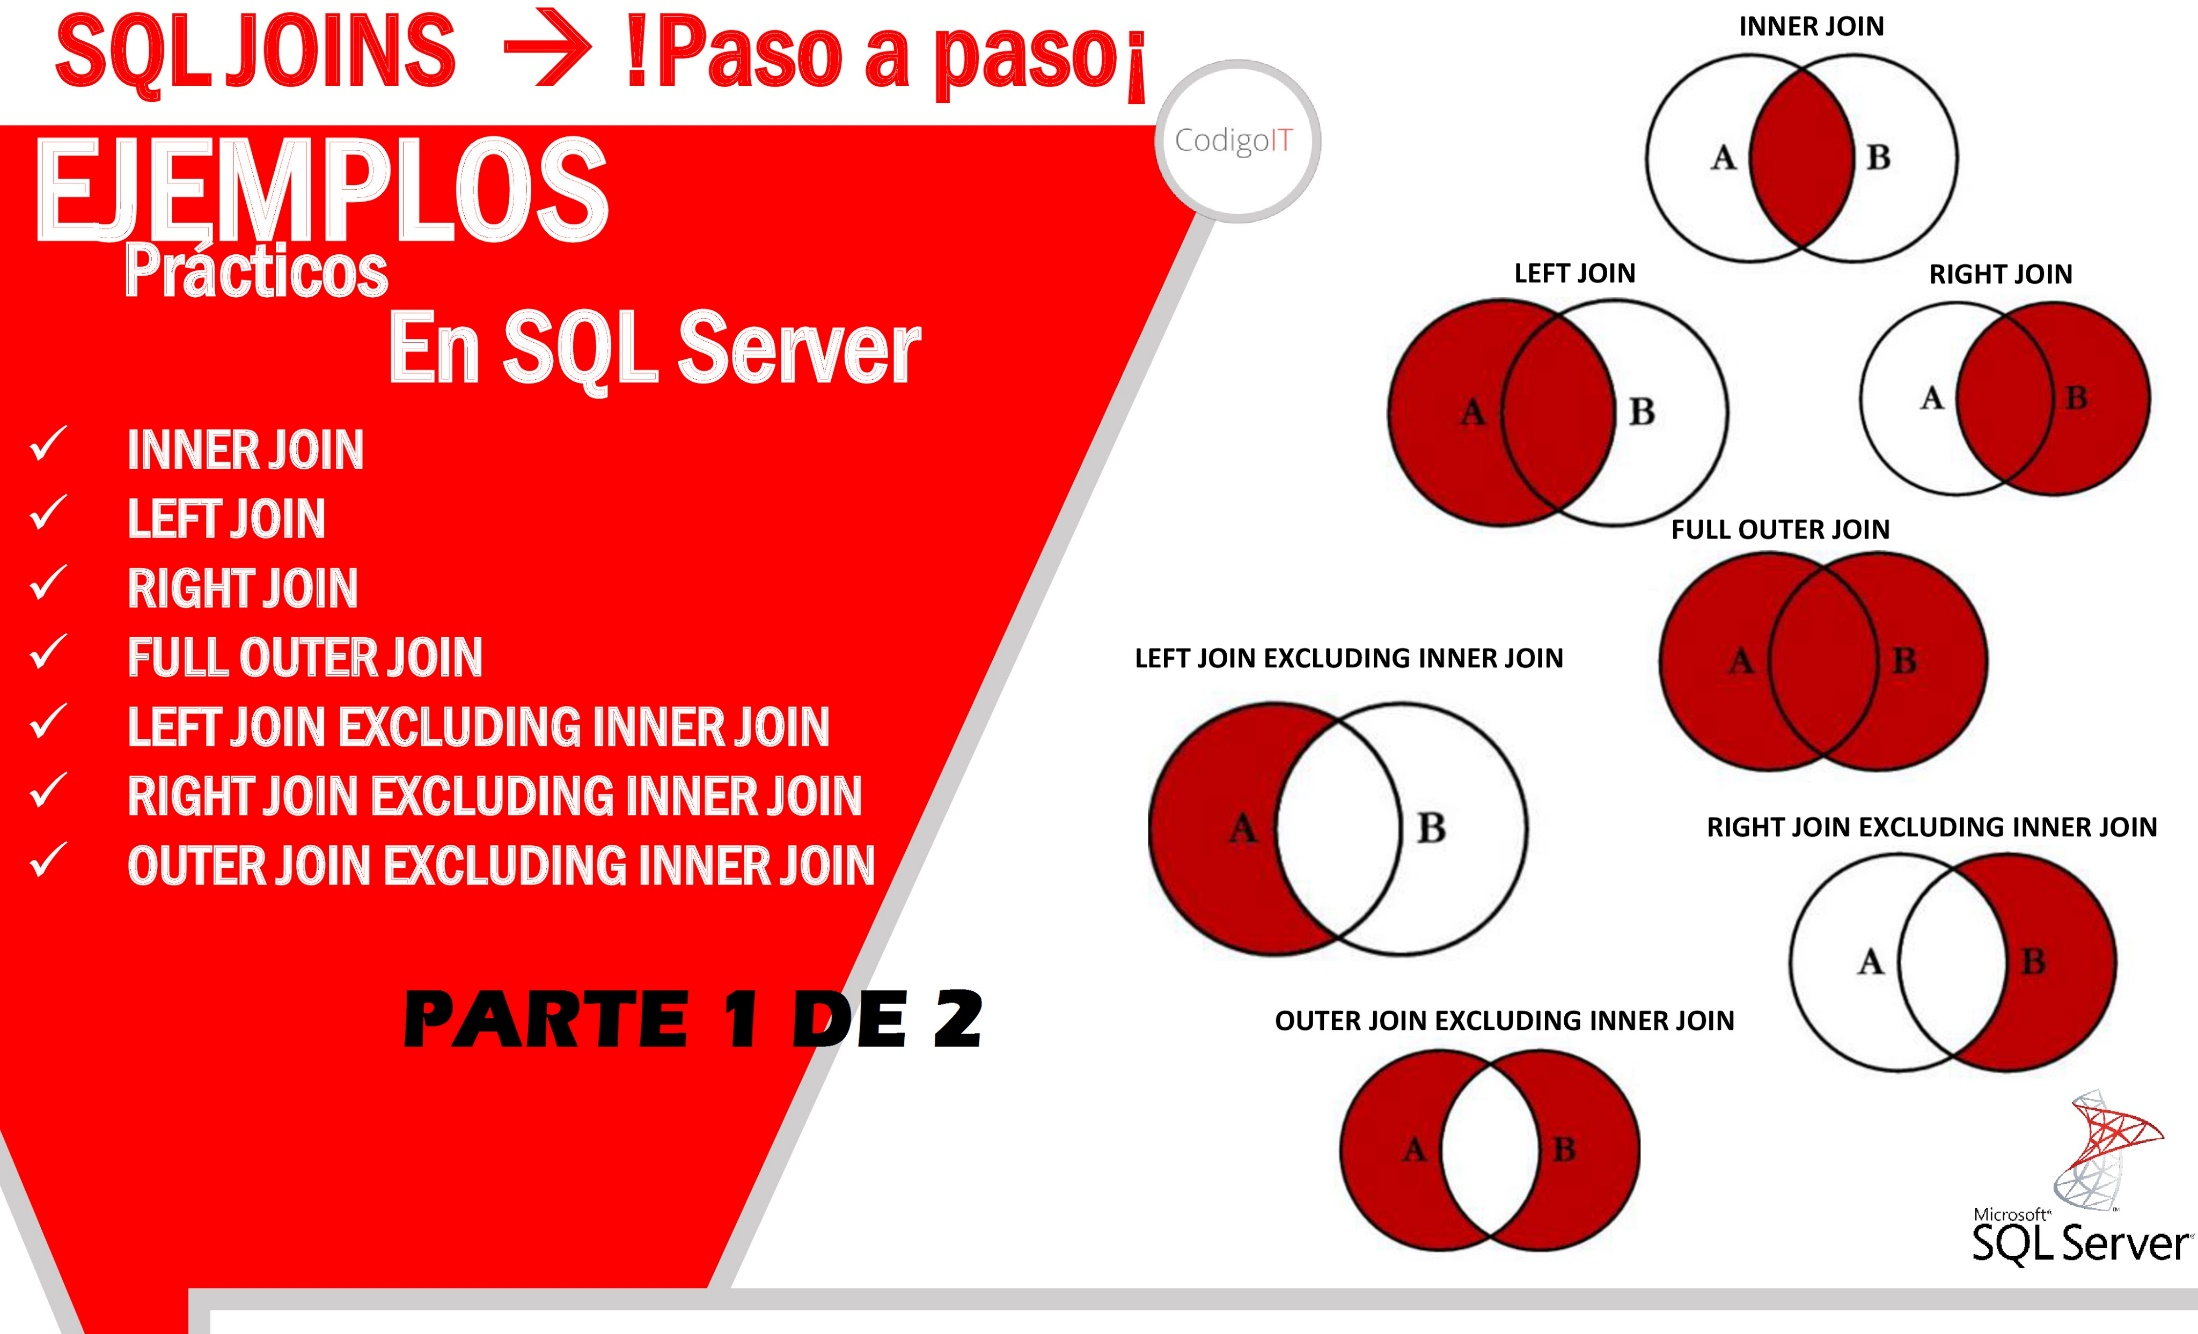 SQL JOINS → !Paso a paso¡
CodigoIT
EJEMPLOS
Prácticos
En SQL Server
✓ INNER JOIN
✓ LEFT JOIN
✓ RIGHT JOIN
✓ FULL OUTER JOIN
✓ LEFT JOIN EXCLUDING INNER JOIN
✓ RIGHT JOIN EXCLUDING INNER JOIN
✓ OUTER JOIN EXCLUDING INNER JOIN
PARTE 1 DE 2
INNER JOIN
A B
LEFT JOIN
A B
RIGHT JOIN
A B
FULL OUTER JOIN
A B
LEFT JOIN EXCLUDING INNER JOIN
A B
RIGHT JOIN EXCLUDING INNER JOIN
A B
OUTER JOIN EXCLUDING INNER JOIN
A B
Microsoft®
SQL Server®